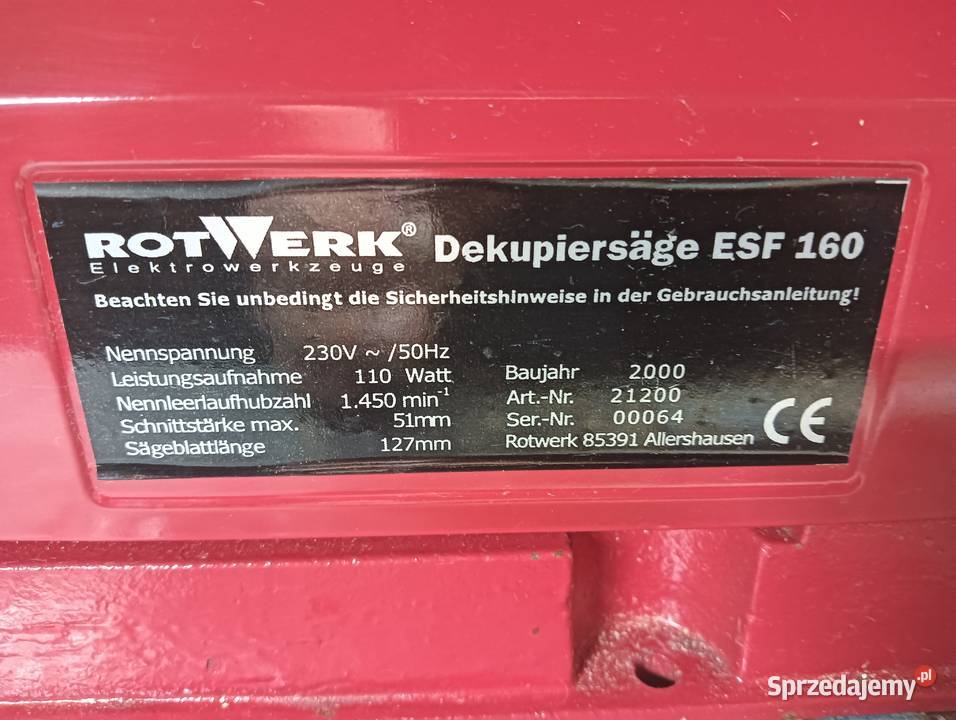 ROTWERK® Dekupiersäge ESF 160
Elektrowerkzeuge
Beachten Sie unbedingt die Sicherheitshinweise in der Gebrauchsanleitung!
Nennspannung 230V ~ /50Hz
Leistungsaufnahme 110 Watt
Nennleerlaufhubzahl 1.450 min⁻¹
Schnittstärke max. 51mm
Sägeblattlänge 127mm
Baujahr 2000
Art.-Nr. 21200
Ser.-Nr. 00064
Rotwerk 85391 Allershausen CE
Sprzedajemy.pl